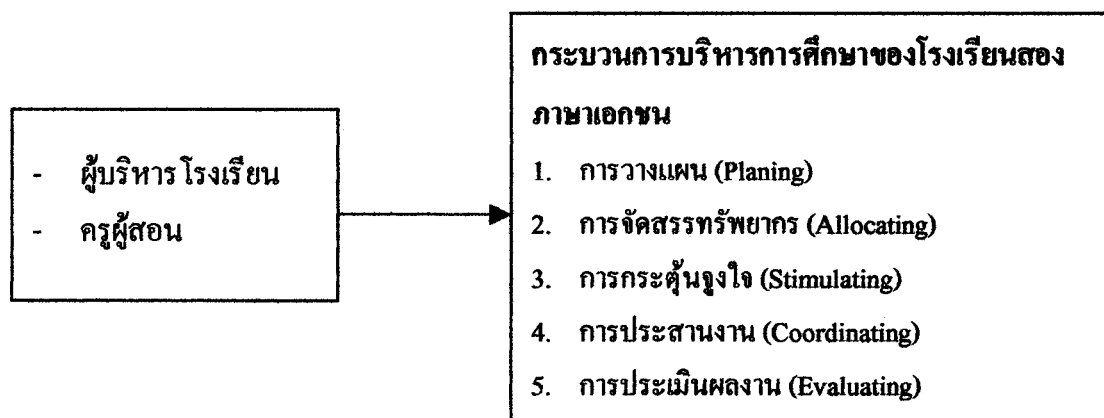 - ผู้บริหารโรงเรียน
- ครูผู้สอน
กระบวนการบริหารการศึกษาของโรงเรียนสอง
ภาษาเอกชน
1. การวางแผน (Planing)
2. การจัดสรรทรัพยากร (Allocating)
3. การกระตุ้นจูงใจ (Stimulating)
4. การประสานงาน (Coordinating)
5. การประเมินผลงาน (Evaluating)